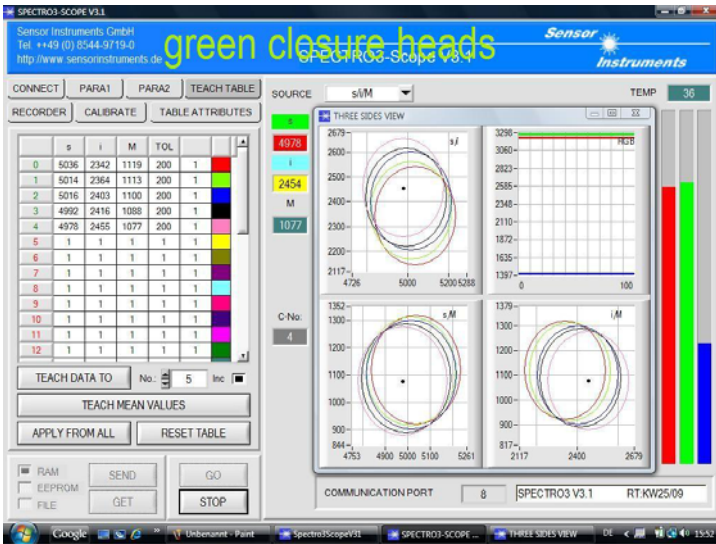 SPECTRO3 SCOPE V3.1
Sensor Instruments GmbH
Tel. ++49 (0) 8544-9719-0
http://www.sensorinstruments.de
green closure heads
SPECTRO3-Scope V3.1
Sensor
Instruments
CONNECT
PARA1
PARA2
TEACH TABLE
RECORDER
CALIBRATE
TABLE ATTRIBUTES
SOURCE
s/i/M
TEMP
36
s i M TOL
0 5036 2342 1119 200 1
1 5014 2364 1113 200 1
2 5016 2403 1100 200 1
3 4992 2416 1088 200 1
4 4978 2455 1077 200 1
5 1 1 1 1 1
6 1 1 1 1 1
7 1 1 1 1 1
8 1 1 1 1 1
9 1 1 1 1 1
10 1 1 1 1 1
11 1 1 1 1 1
12 1 1 1 1 1
TEACH DATA TO
No.:
5
Inc
TEACH MEAN VALUES
APPLY FROM ALL
RESET TABLE
RAM
EEPROM
FILE
SEND
GET
GO
STOP
s
4978
i
2454
M
1077
C-No:
4
THREE SIDES VIEW
s/i
2679-
2600-
2500-
2400-
2300-
2200-
2117-
4726 5000 5200 5288
RGB
3298-
3060-
2823-
2585-
2348-
2110-
1872-
1635-
1397-
0 100
s/M
1352-
1300-
1200-
1100-
1000-
900-
844-
4753 4900 5000 5100 5261
i/M
1379-
1300-
1200-
1100-
1000-
900-
817-
2117 2400 2679
COMMUNICATION PORT
8
SPECTRO3 V3.1 RT:KW25/09
Google
Unbenannt - Paint
Spectro3ScopeV31
SPECTRO3-SCOPE ...
THREE SIDES VIEW
DE
15:52